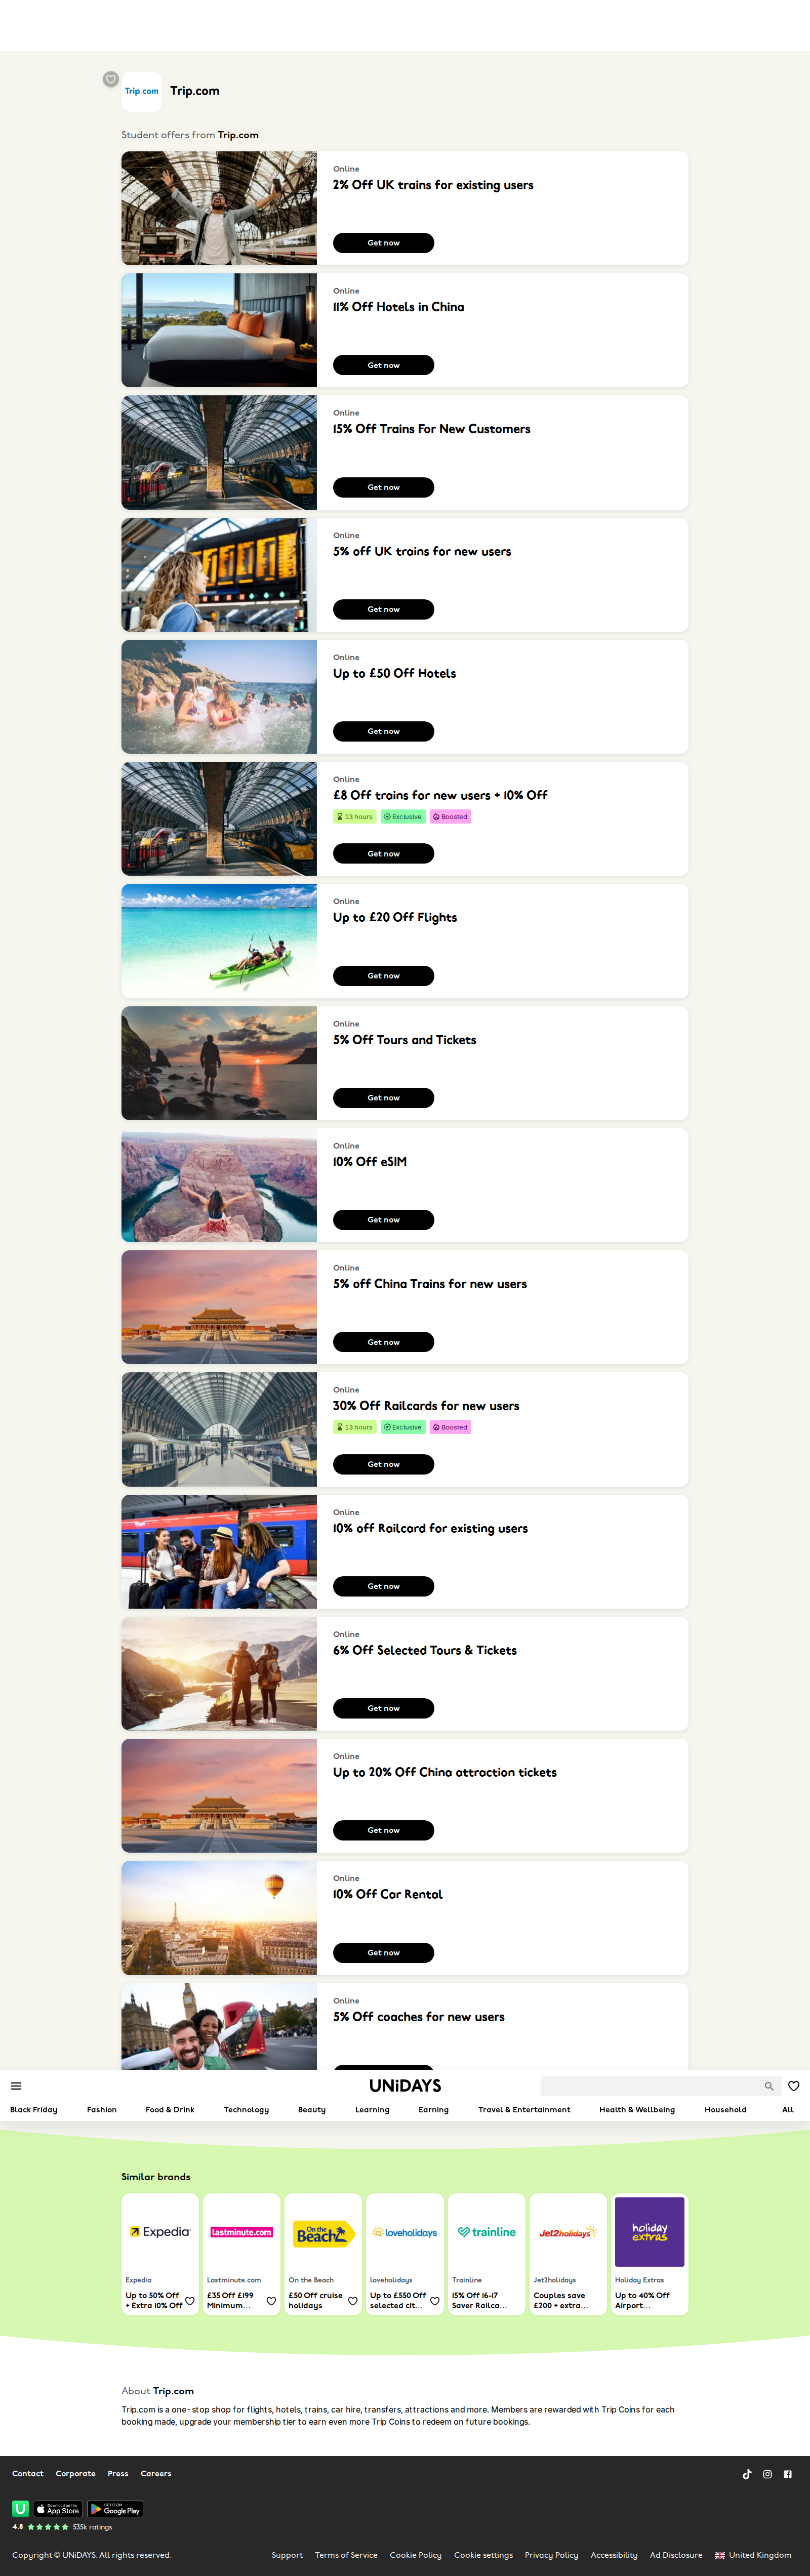 Trip.com
Trip.com
Student offers from Trip.com
Online
2% Off UK trains for existing users
Get now
Online
11% Off Hotels in China
Get now
Online
15% Off Trains For New Customers
Get now
Online
5% off UK trains for new users
Get now
Online
Up to £50 Off Hotels
Get now
Online
£8 Off trains for new users + 10% Off
13 hours Exclusive Boosted
Get now
Online
Up to £20 Off Flights
Get now
Online
5% Off Tours and Tickets
Get now
Online
10% Off eSIM
Get now
Online
5% off China Trains for new users
Get now
Online
30% Off Railcards for new users
13 hours Exclusive Boosted
Get now
Online
10% off Railcard for existing users
Get now
Online
6% Off Selected Tours & Tickets
Get now
Online
Up to 20% Off China attraction tickets
Get now
Online
10% Off Car Rental
Get now
Online
5% Off coaches for new users
UNiDAYS
Black Friday Fashion Food & Drink Technology Beauty Learning Earning Travel & Entertainment Health & Wellbeing Household All
Similar brands
Expedia
Expedia
Up to 50% Off
+ Extra 10% Off
lastminute.com
Lastminute.com
£35 Off £199
Minimum...
On the Beach
On the Beach
£50 Off cruise
holidays
loveholidays
loveholidays
Up to £550 Off
selected cit...
trainline
Trainline
15% Off 16-17
Saver Railca...
Jet2holidays
Jet2holidays
Couples save
£200 + extra...
holiday extras
Holiday Extras
Up to 40% Off
Airport...
About Trip.com
Trip.com is a one-stop shop for flights, hotels, trains, car hire, transfers, attractions and more. Members are rewarded with Trip Coins for each
booking made, upgrade your membership tier to earn even more Trip Coins to redeem on future bookings.
Contact Corporate Press Careers
U Download on the App Store GET IT ON Google Play
4.8 535k ratings
Copyright © UNiDAYS. All rights reserved. Support Terms of Service Cookie Policy Cookie settings Privacy Policy Accessibility Ad Disclosure United Kingdom